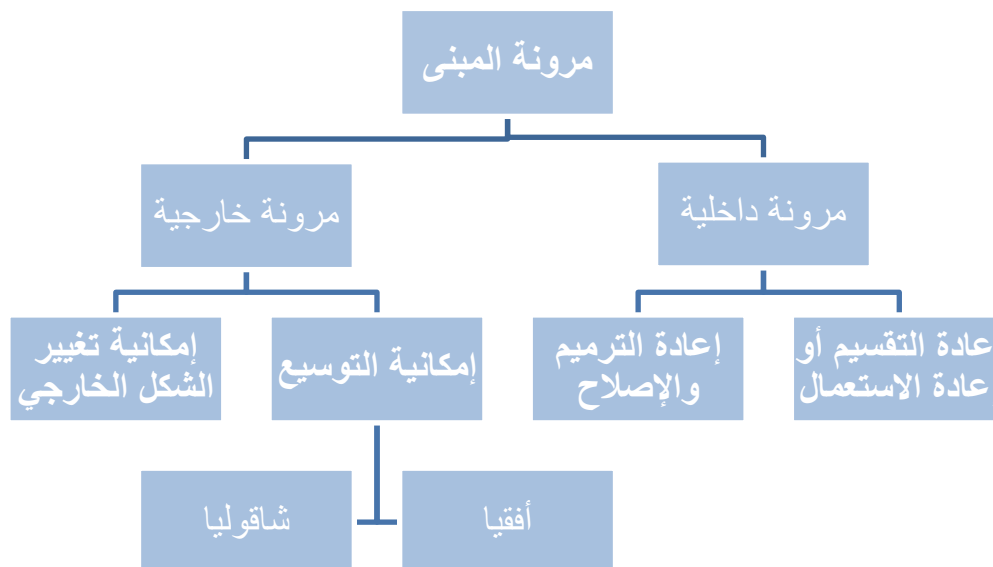 مرونة المبنى
مرونة داخلية
مرونة خارجية
عادة التقسيم أو
عادة الاستعمال
إعادة الترميم
والإصلاح
إمكانية التوسيع
إمكانية تغيير
الشكل الخارجي
أفقيا
شاقوليا